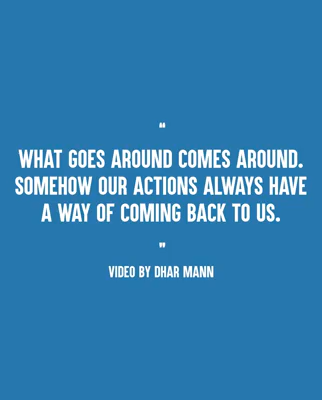 "
WHAT GOES AROUND COMES AROUND.
SOMEHOW OUR ACTIONS ALWAYS HAVE
A WAY OF COMING BACK TO US.
"
VIDEO BY DHAR MANN